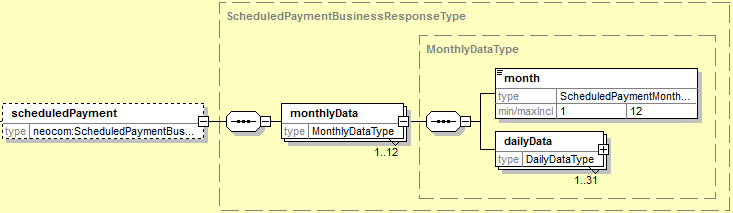 ScheduledPaymentBusinessResponseType
MonthlyDataType
month
type ScheduledPaymentMonth...
min/maxIncl 1 12
scheduledPayment
type neocom:ScheduledPaymentBus...
monthlyData
type MonthlyDataType
1..12
dailyData
type DailyDataType
1..31